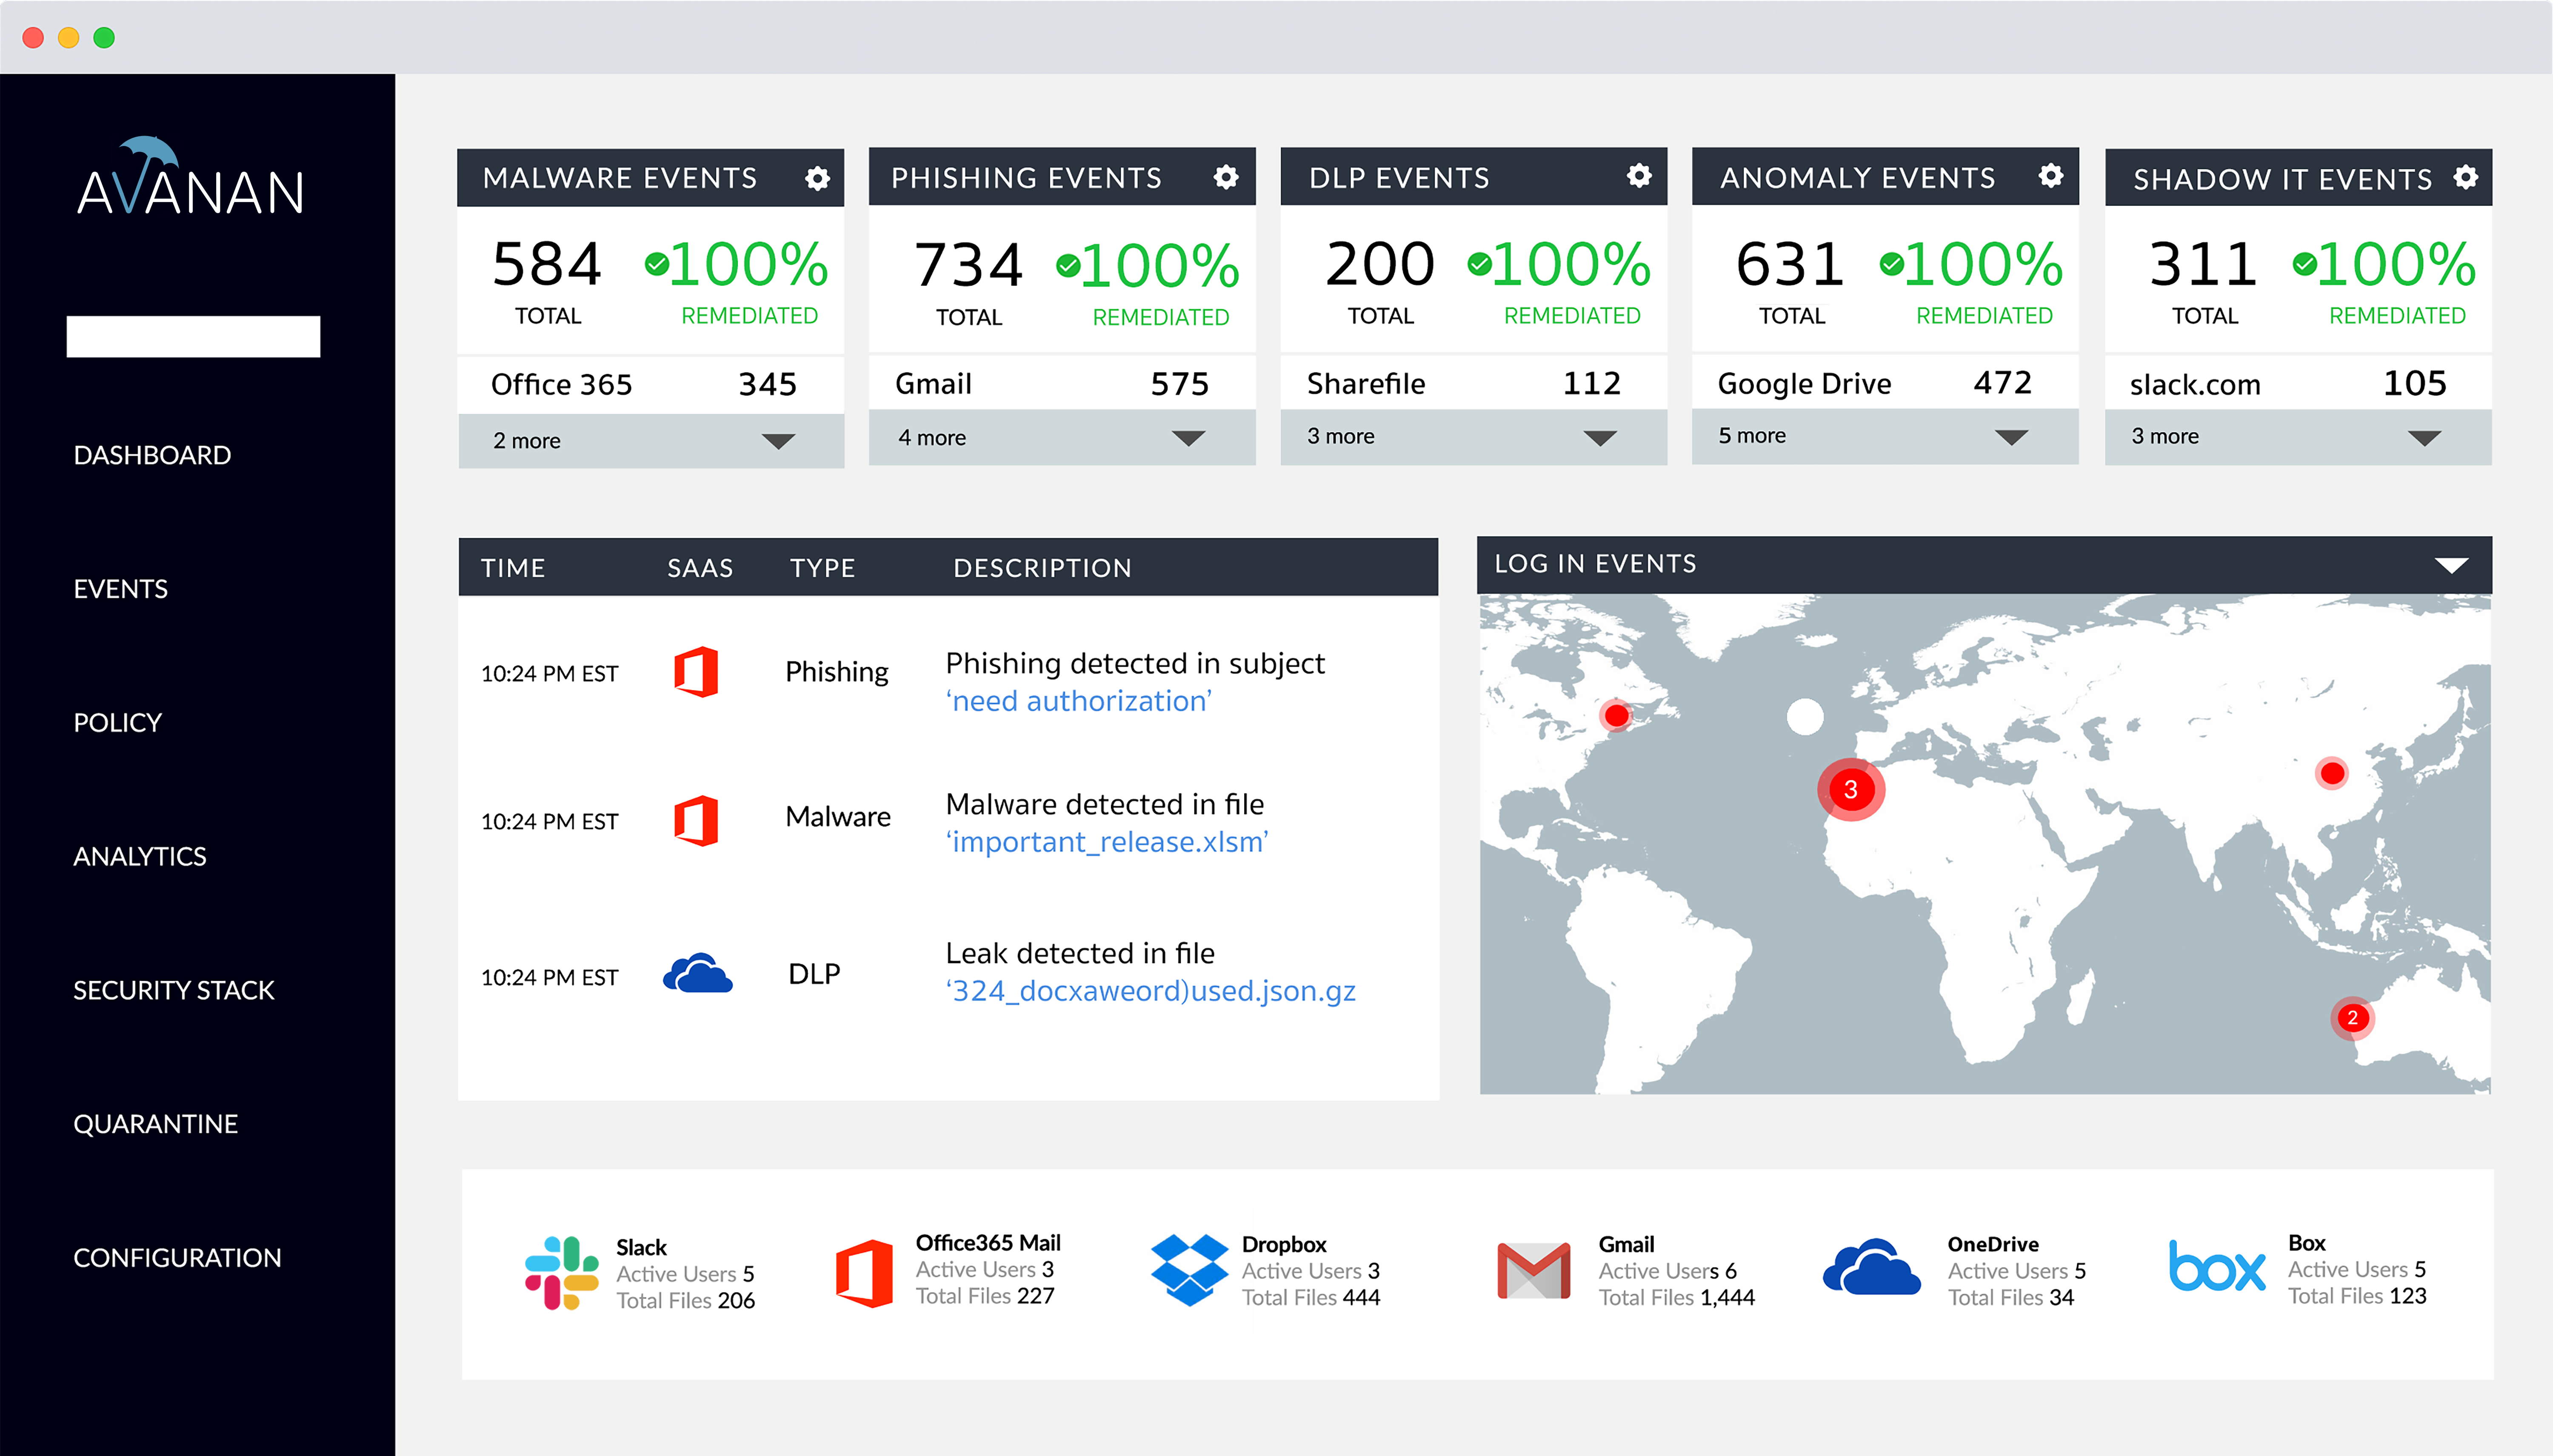 AVANAN
DASHBOARD
EVENTS
POLICY
ANALYTICS
SECURITY STACK
QUARANTINE
CONFIGURATION
MALWARE EVENTS
584 100%
TOTAL REMEDIATED
Office 365 345
2 more
PHISHING EVENTS
734 100%
TOTAL REMEDIATED
Gmail 575
4 more
DLP EVENTS
200 100%
TOTAL REMEDIATED
Sharefile 112
3 more
ANOMALY EVENTS
631 100%
TOTAL REMEDIATED
Google Drive 472
5 more
SHADOW IT EVENTS
311 100%
TOTAL REMEDIATED
slack.com 105
3 more
TIME SAAS TYPE DESCRIPTION
10:24 PM EST Phishing Phishing detected in subject
‘need authorization’
10:24 PM EST Malware Malware detected in file
‘important_release.xlsm’
10:24 PM EST DLP Leak detected in file
‘324_docxaweord)used.json.gz
LOG IN EVENTS
3
2
Slack
Active Users 5
Total Files 206
Office365 Mail
Active Users 3
Total Files 227
Dropbox
Active Users 3
Total Files 444
Gmail
Active Users 6
Total Files 1,444
OneDrive
Active Users 5
Total Files 34
box
Box
Active Users 5
Total Files 123